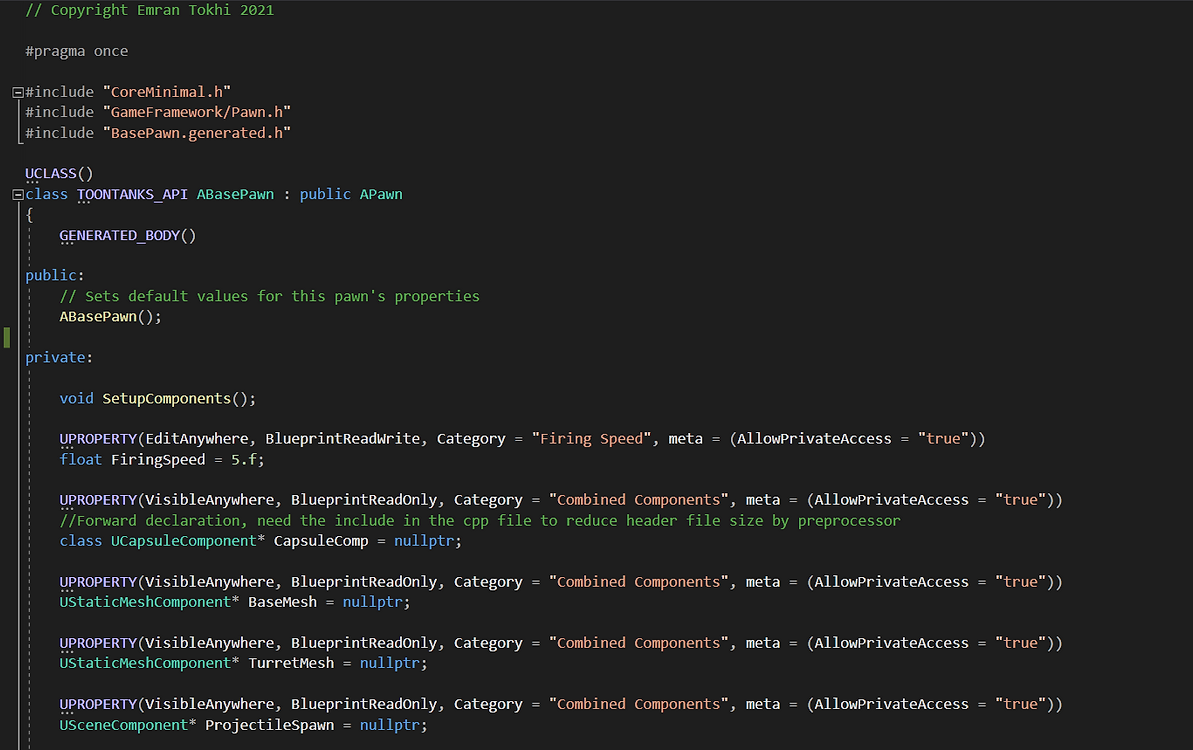 // Copyright Emran Tokhi 2021
#pragma once
#include "CoreMinimal.h"
#include "GameFramework/Pawn.h"
#include "BasePawn.generated.h"
UCLASS()
class TOONTANKS_API ABasePawn : public APawn
{
GENERATED_BODY()
public:
// Sets default values for this pawn's properties
ABasePawn();
private:
void SetupComponents();
UPROPERTY(EditAnywhere, BlueprintReadWrite, Category = "Firing Speed", meta = (AllowPrivateAccess = "true"))
float FiringSpeed = 5.f;
UPROPERTY(VisibleAnywhere, BlueprintReadOnly, Category = "Combined Components", meta = (AllowPrivateAccess = "true"))
//Forward declaration, need the include in the cpp file to reduce header file size by preprocessor
class UCapsuleComponent* CapsuleComp = nullptr;
UPROPERTY(VisibleAnywhere, BlueprintReadOnly, Category = "Combined Components", meta = (AllowPrivateAccess = "true"))
UStaticMeshComponent* BaseMesh = nullptr;
UPROPERTY(VisibleAnywhere, BlueprintReadOnly, Category = "Combined Components", meta = (AllowPrivateAccess = "true"))
UStaticMeshComponent* TurretMesh = nullptr;
UPROPERTY(VisibleAnywhere, BlueprintReadOnly, Category = "Combined Components", meta = (AllowPrivateAccess = "true"))
USceneComponent* ProjectileSpawn = nullptr;